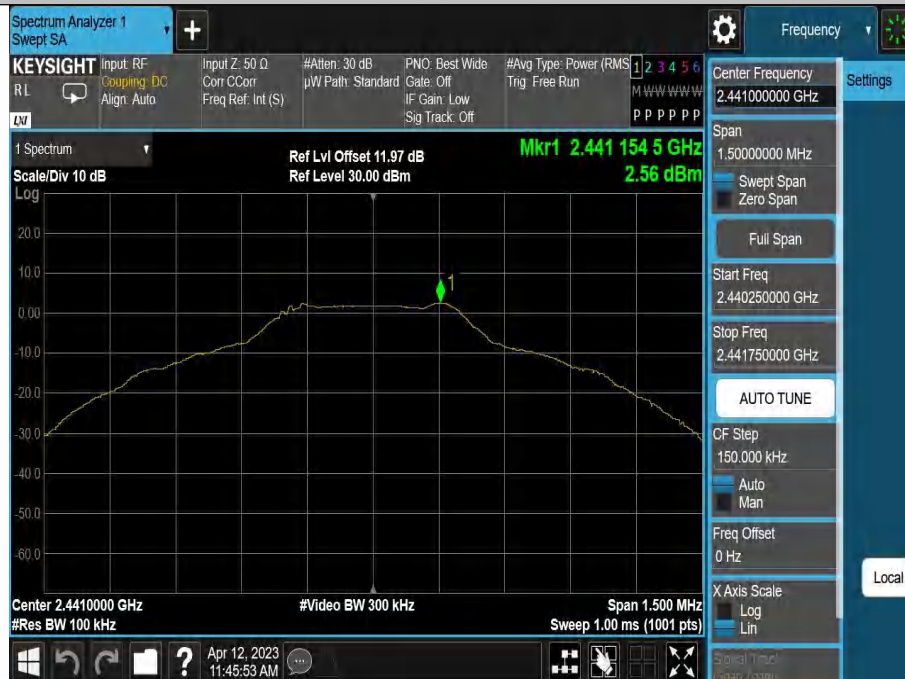 Spectrum Analyzer 1
Swept SA
Frequency
KEYSIGHT
RL
LXI
Input: RF
Coupling: DC
Align: Auto
Input Z: 50 Ω
Corr CCorr
Freq Ref: Int (S)
#Atten: 30 dB
µW Path: Standard
PNO: Best Wide
Gate: Off
IF Gain: Low
Sig Track: Off
#Avg Type: Power (RMS
Trig: Free Run
1 2 3 4 5 6
M W W W W W
P P P P P P
1 Spectrum
Scale/Div 10 dB
Log
Ref Lvl Offset 11.97 dB
Ref Level 30.00 dBm
Mkr1 2.441 154 5 GHz
2.56 dBm
1
20.0
10.0
0.00
-10.0
-20.0
-30.0
-40.0
-50.0
-60.0
Center 2.4410000 GHz
#Res BW 100 kHz
#Video BW 300 kHz
Span 1.500 MHz
Sweep 1.00 ms (1001 pts)
Center Frequency
2.441000000 GHz
Span
1.50000000 MHz
Swept Span
Zero Span
Full Span
Start Freq
2.440250000 GHz
Stop Freq
2.441750000 GHz
AUTO TUNE
CF Step
150.000 kHz
Auto
Man
Freq Offset
0 Hz
X Axis Scale
Log
Lin
Signal Track
(Span Zoom)
Settings
Local
?
Apr 12, 2023
11:45:53 AM